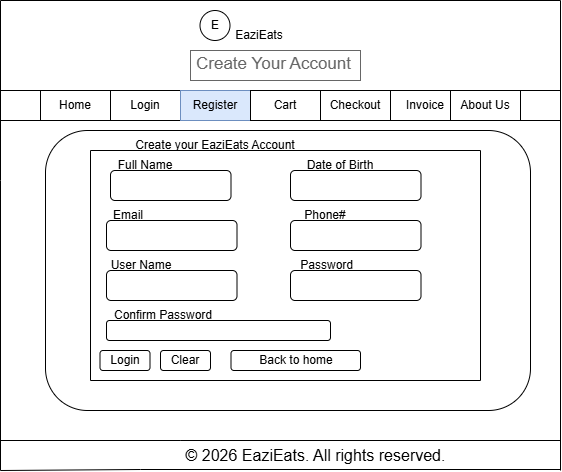 E
EaziEats
Create Your Account
Home Login Register Cart Checkout Invoice About Us
Create your EaziEats Account
Full Name Date of Birth
Email Phone#
User Name Password
Confirm Password
Login Clear Back to home
© 2026 EaziEats. All rights reserved.